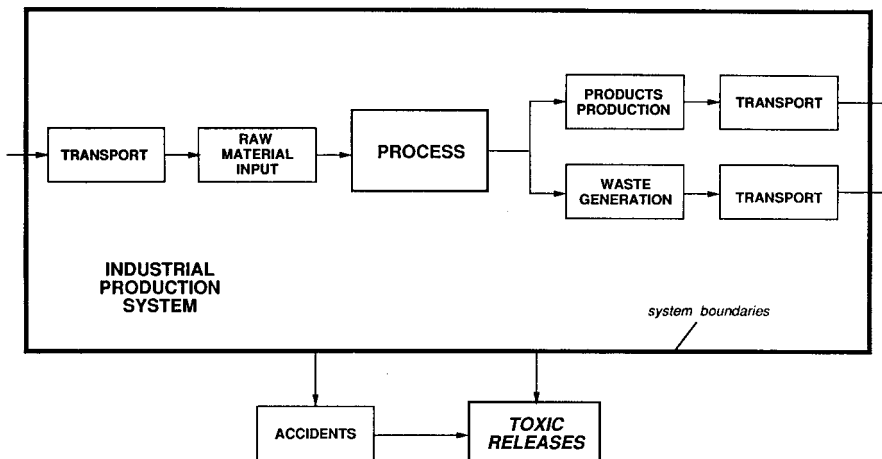 PRODUCTS
PRODUCTION
TRANSPORT
TRANSPORT
RAW
MATERIAL
INPUT
PROCESS
WASTE
GENERATION
TRANSPORT
INDUSTRIAL
PRODUCTION
SYSTEM
system boundaries
ACCIDENTS
TOXIC
RELEASES